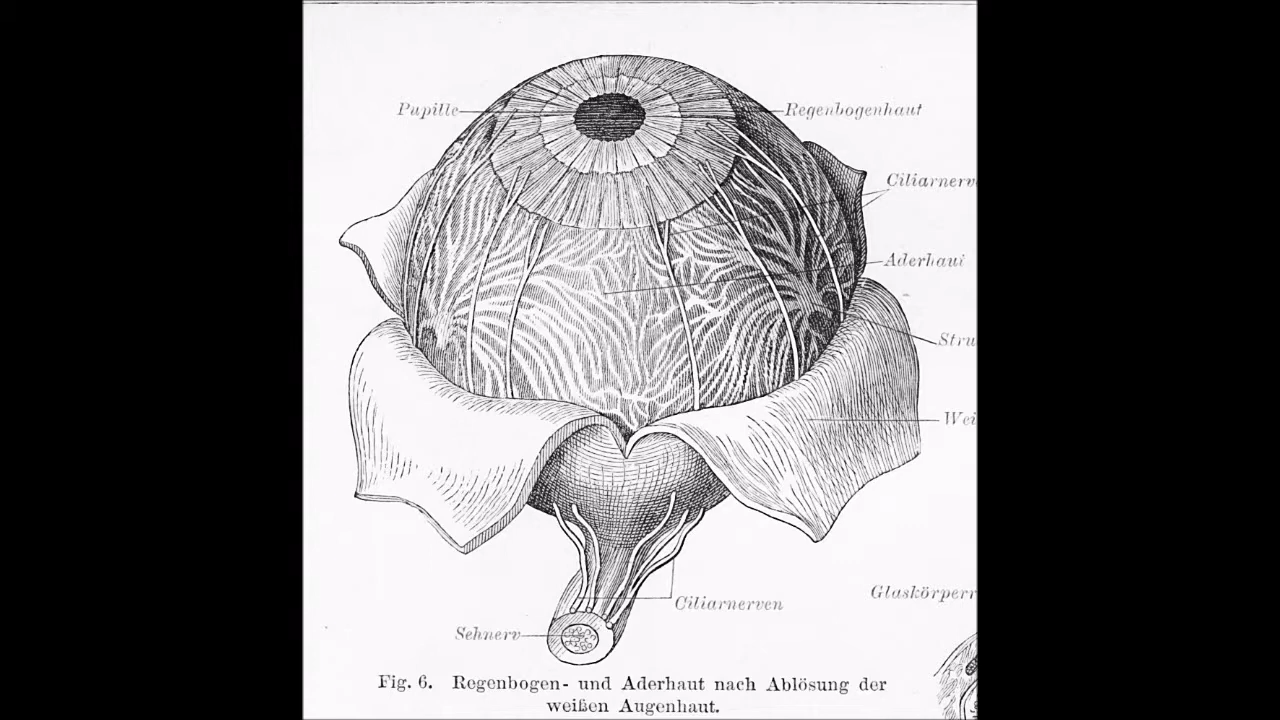 Pupille
Regenbogenhaut
Ciliarnerv
Aderhaut
Stru
Wei
Glaskörperr
Ciliarnerven
Sehnerv
Fig. 6. Regenbogen- und Aderhaut nach Ablösung der
weißen Augenhaut.